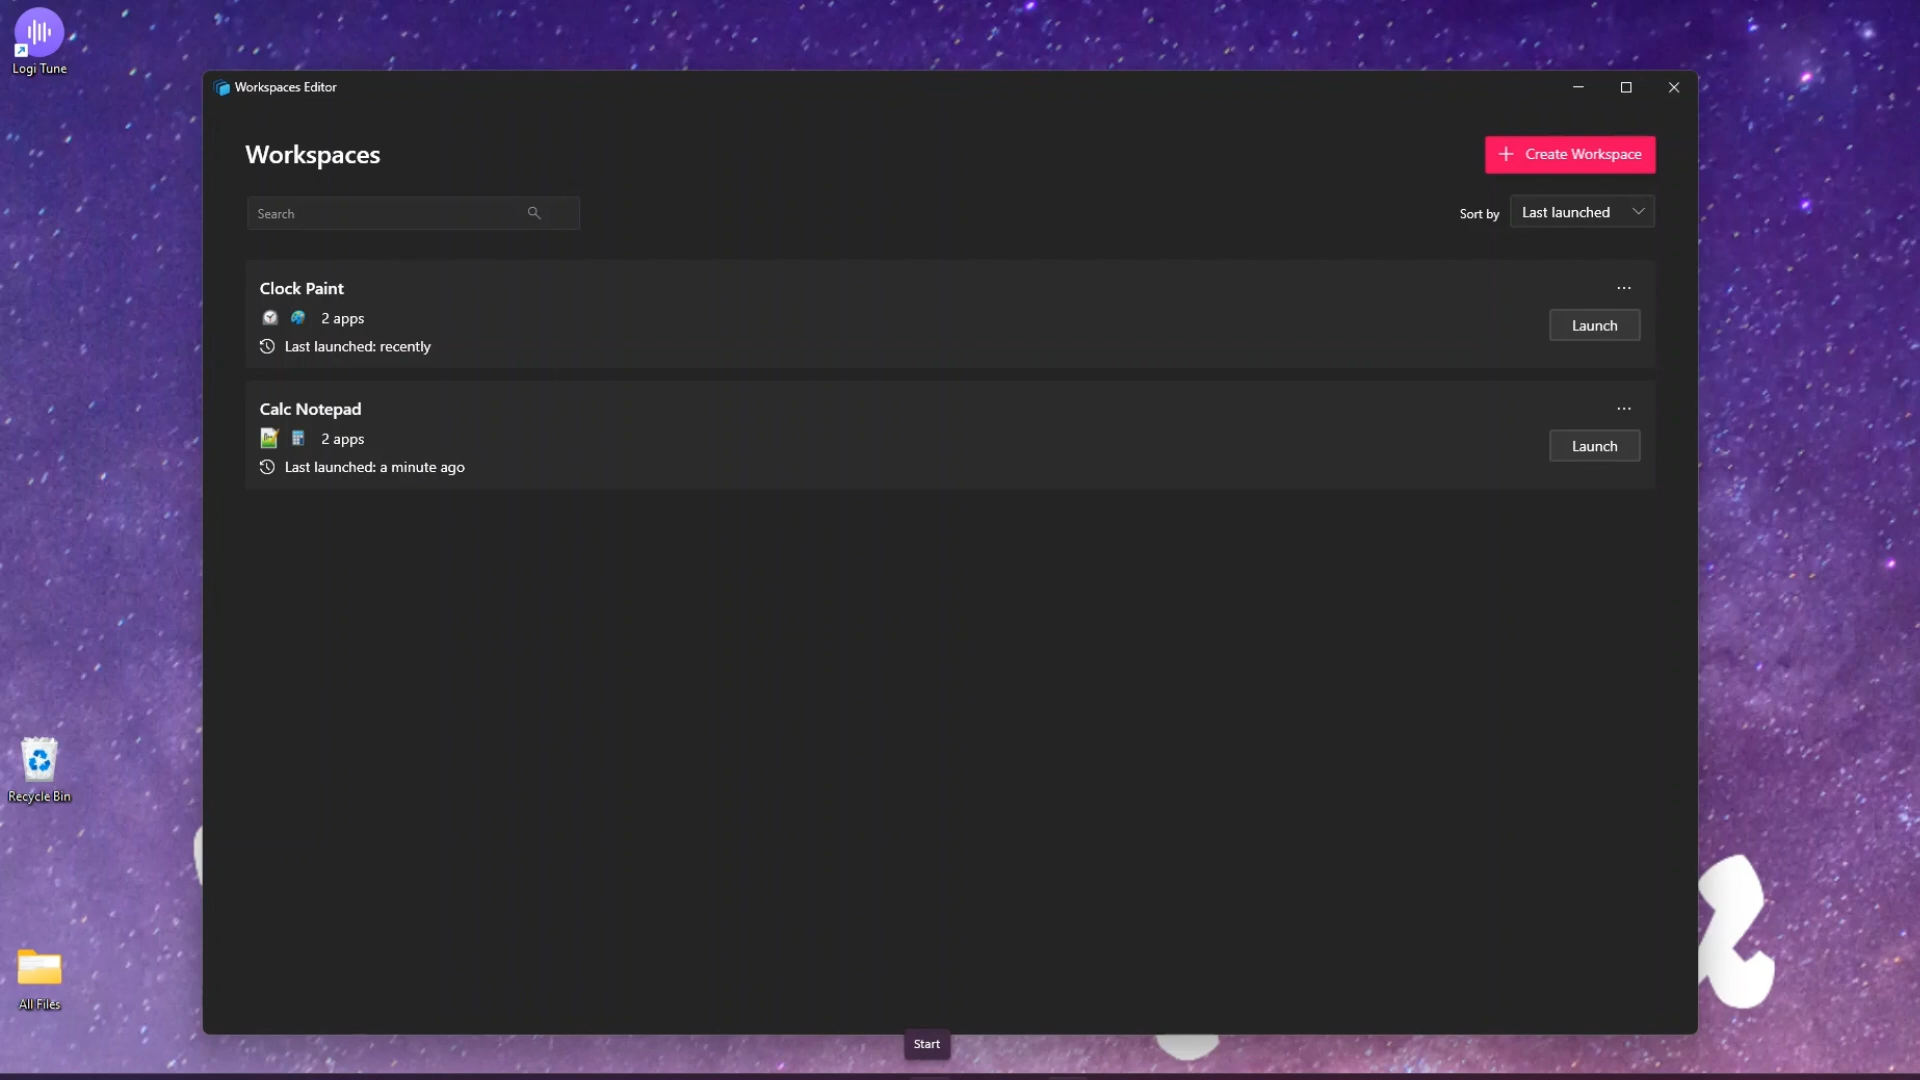 Logi Tune
Workspaces Editor
Workspaces
Create Workspace
Search
Sort by
Last launched
Clock Paint
2 apps
Last launched: recently
Launch
Calc Notepad
2 apps
Last launched: a minute ago
Launch
Recycle Bin
All Files
Start